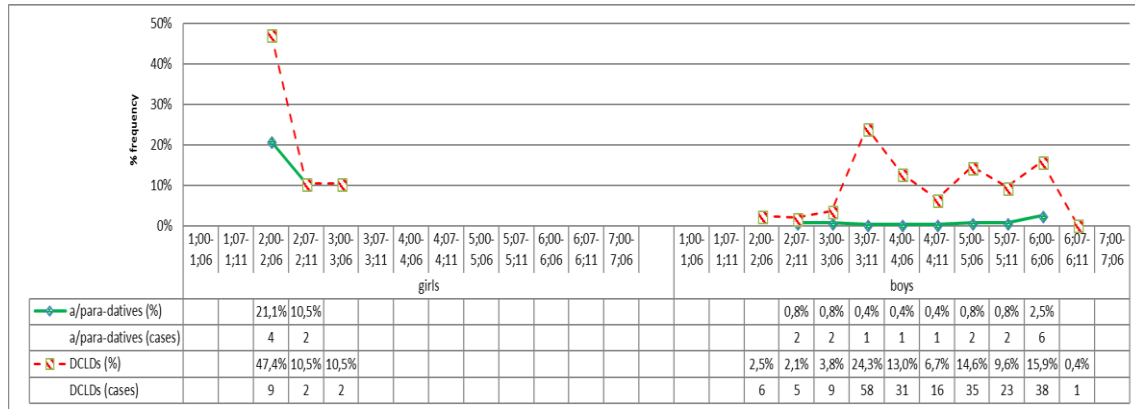 50%
40%
30%
20%
10%
0%
% frequency
1;00- 1;07- 2;00- 2;07- 3;00- 3;07- 4;00- 4;07- 5;00- 5;07- 6;00- 6;07- 7;00- 1;00- 1;07- 2;00- 2;07- 3;00- 3;07- 4;00- 4;07- 5;00- 5;07- 6;00- 6;07- 7;00-
1;06 1;11 2;06 2;11 3;06 3;11 4;06 4;11 5;06 5;11 6;06 6;11 7;06 1;06 1;11 2;06 2;11 3;06 3;11 4;06 4;11 5;06 5;11 6;06 6;11 7;06
girls boys
a/para-datives (%) 21,1% 10,5% 0,8% 0,8% 0,4% 0,4% 0,4% 0,8% 0,8% 2,5%
a/para-datives (cases) 4 2 2 2 1 1 1 2 2 6
DCLDs (%) 47,4% 10,5% 10,5% 2,5% 2,1% 3,8% 24,3% 13,0% 6,7% 14,6% 9,6% 15,9% 0,4%
DCLDs (cases) 9 2 2 6 5 9 58 31 16 35 23 38 1